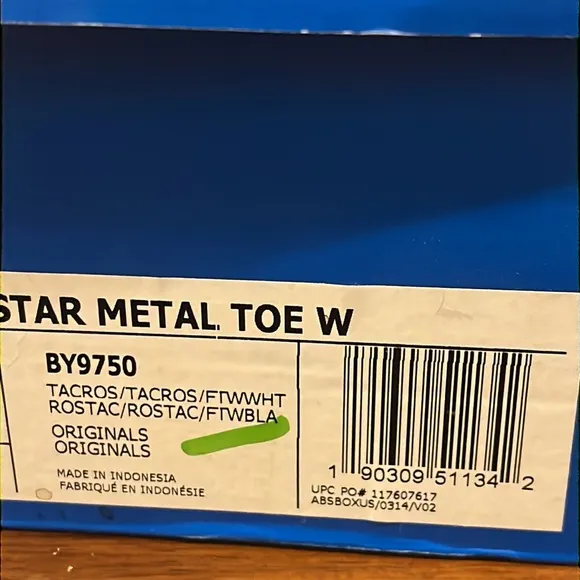 STAR METAL TOE W
BY9750
TACROS/TACROS/FTWWHT
ROSTAC/ROSTAC/FTWBLA
ORIGINALS
ORIGINALS
MADE IN INDONESIA
FABRIQUÉ EN INDONÉSIE
1 90309 51134 2
UPC PO# 117607617
ABSBOXUS/0314/V02